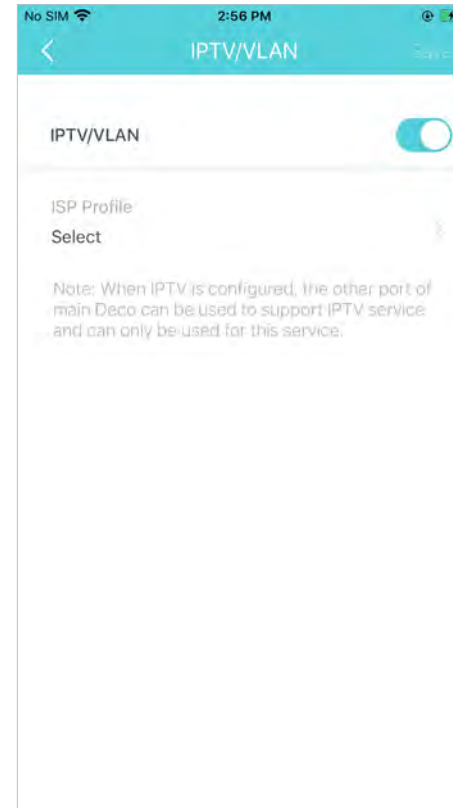 No SIM 2:56 PM
IPTV/VLAN Save
IPTV/VLAN
ISP Profile
Select
Note: When IPTV is configured, the other port of
main Deco can be used to support IPTV service
and can only be used for this service.